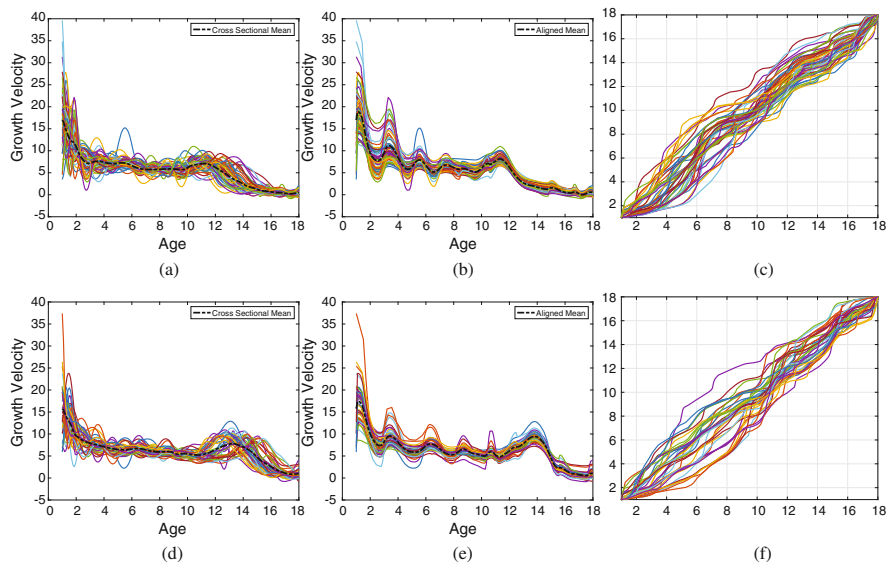 40
35
30
25
20
15
10
5
0
-5
Growth Velocity
Cross Sectional Mean
0 2 4 6 8 10 12 14 16 18
Age
(a)
40
35
30
25
20
15
10
5
0
-5
Growth Velocity
Aligned Mean
0 2 4 6 8 10 12 14 16 18
Age
(b)
18
16
14
12
10
8
6
4
2
2 4 6 8 10 12 14 16 18
(c)
40
35
30
25
20
15
10
5
0
-5
Growth Velocity
Cross Sectional Mean
0 2 4 6 8 10 12 14 16 18
Age
(d)
40
35
30
25
20
15
10
5
0
-5
Growth Velocity
Aligned Mean
0 2 4 6 8 10 12 14 16 18
Age
(e)
18
16
14
12
10
8
6
4
2
2 4 6 8 10 12 14 16 18
(f)